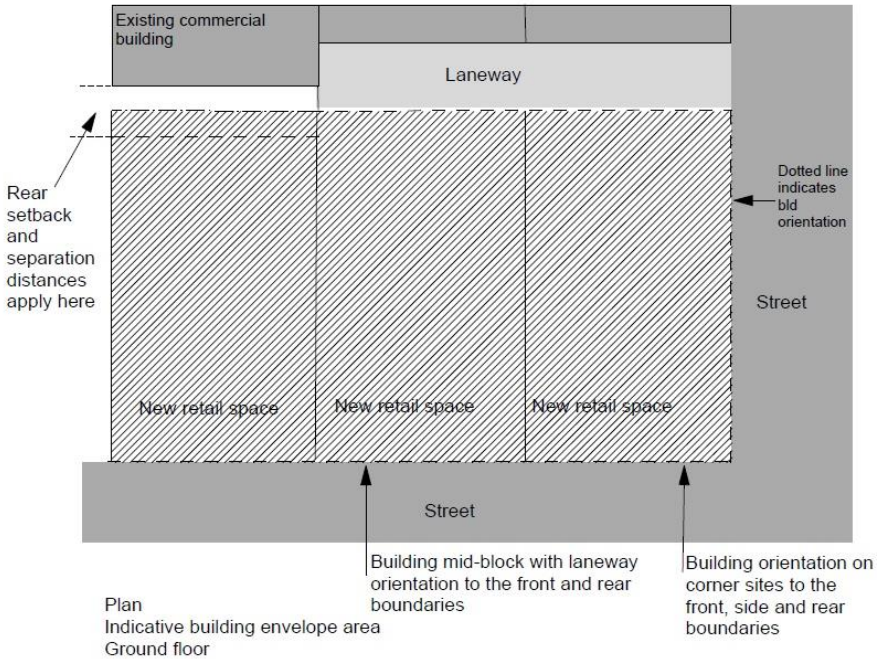 Existing commercial
building
Laneway
Rear
setback
and
separation
distances
apply here
Dotted line
indicates
bld
orientation
Street
New retail space
New retail space
New retail space
Street
Building mid-block with laneway
orientation to the front and rear
boundaries
Building orientation on
corner sites to the
front, side and rear
boundaries
Plan
Indicative building envelope area
Ground floor